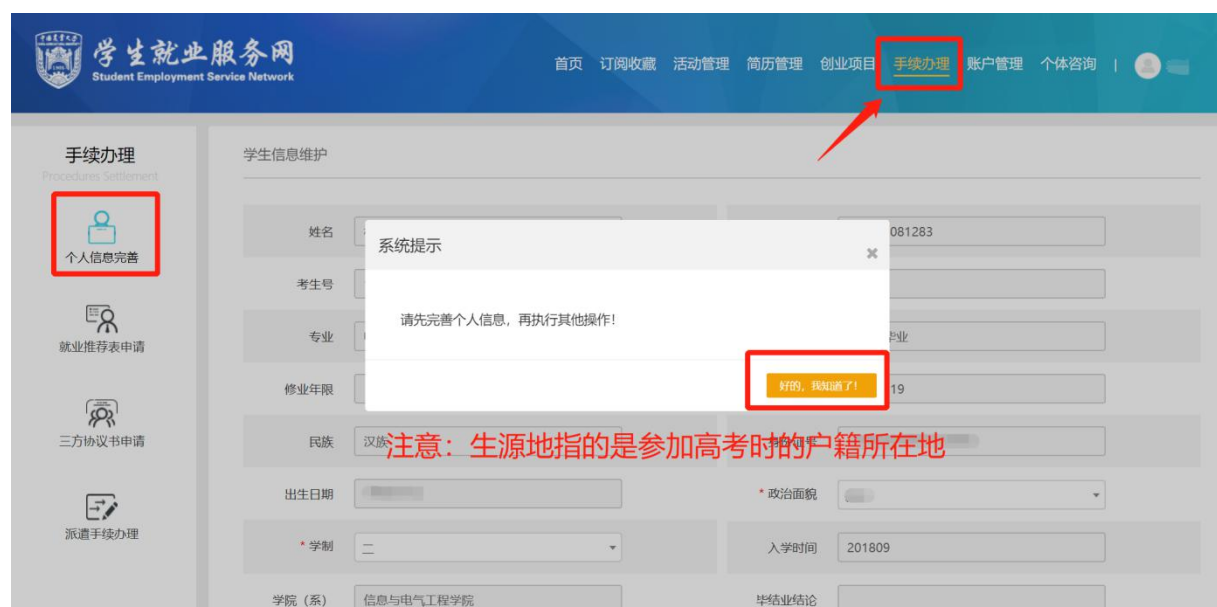 中国农业大学
1905
学生就业服务网
Student Employment Service Network
首页 订阅收藏 活动管理 简历管理 创业项目 手续办理 账户管理 个体咨询 |
手续办理
Procedures Settlement
个人信息完善
就业推荐表申请
三方协议书申请
派遣手续办理
学生信息维护
姓名 081283
考生号
专业 毕业
修业年限 19
系统提示 ×
请先完善个人信息，再执行其他操作！
好的，我知道了！
民族 汉族
注意：生源地指的是参加高考时的户籍所在地
出生日期 * 政治面貌
* 学制 二 入学时间 201809
学院（系） 信息与电气工程学院 毕结业结论